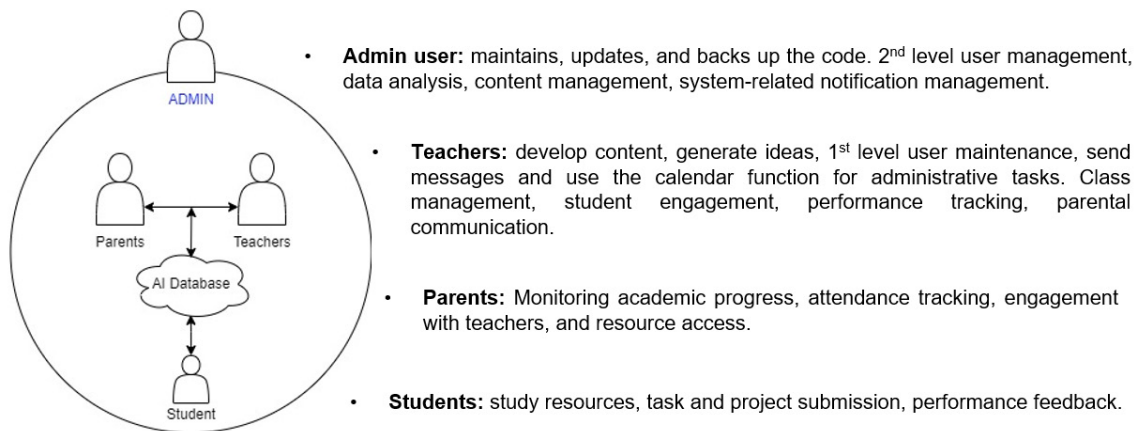 ADMIN
Parents
Teachers
AI Database
Student
• Admin user: maintains, updates, and backs up the code. 2nd level user management,
data analysis, content management, system-related notification management.
• Teachers: develop content, generate ideas, 1st level user maintenance, send
messages and use the calendar function for administrative tasks. Class
management, student engagement, performance tracking, parental
communication.
• Parents: Monitoring academic progress, attendance tracking, engagement
with teachers, and resource access.
• Students: study resources, task and project submission, performance feedback.